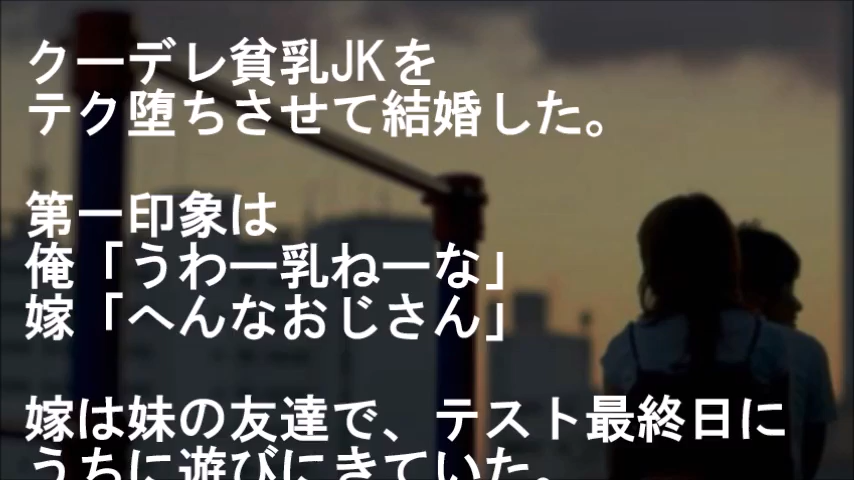 クーデレ貧乳JKを
テク堕ちさせて結婚した。
第一印象は
俺「うわー乳ねーな」
嫁「へんなおじさん」
嫁は妹の友達で、テスト最終日に
うちに遊びにきていた。